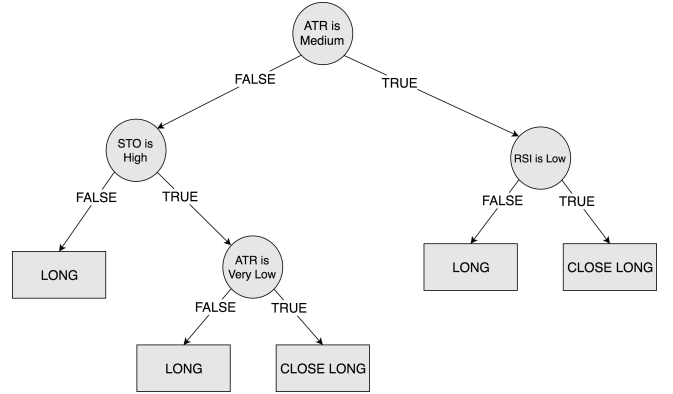 ATR is
Medium
FALSE
TRUE
STO is
High
RSI is Low
FALSE
TRUE
FALSE
TRUE
LONG
ATR is
Very Low
LONG
CLOSE LONG
FALSE
TRUE
LONG
CLOSE LONG